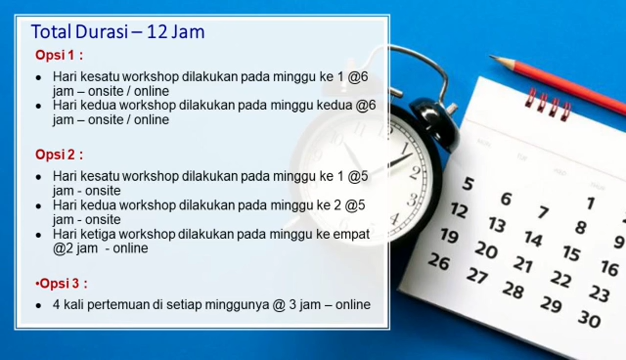 Total Durasi – 12 Jam
Opsi 1 :
• Hari kesatu workshop dilakukan pada minggu ke 1 @6
jam – onsite / online
• Hari kedua workshop dilakukan pada minggu kedua @6
jam – onsite / online
Opsi 2 :
• Hari kesatu workshop dilakukan pada minggu ke 1 @5
jam - onsite
• Hari kedua workshop dilakukan pada minggu ke 2 @5
jam - onsite
• Hari ketiga workshop dilakukan pada minggu ke empat
@2 jam - online
•Opsi 3 :
• 4 kali pertemuan di setiap minggunya @ 3 jam – online
1
2
3
4
1
5 6 7 8 9
12 13 14 15 16
19 20 21 22 23
26 27 28 29 30